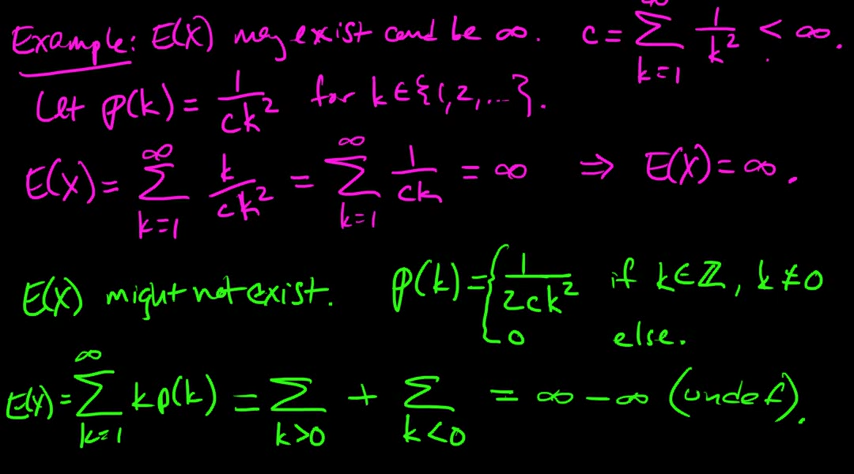 Example: E(X) may exist and be ∞. c = ∑_{k=1}^{∞} 1/k² < ∞.
Let p(k) = 1/(ck²) for k ∈ {1, 2, ...}.
E(X) = ∑_{k=1}^{∞} k/(ck²) = ∑_{k=1}^{∞} 1/(ck) = ∞ ⇒ E(X) = ∞.
E(X) might not exist. p(k) = { 1/(2ck²) if k ∈ ℤ, k ≠ 0
0 else.
E(X) = ∑_{k=1}^{∞} k p(k) = ∑_{k>0} + ∑_{k<0} = ∞ − ∞ (undef).